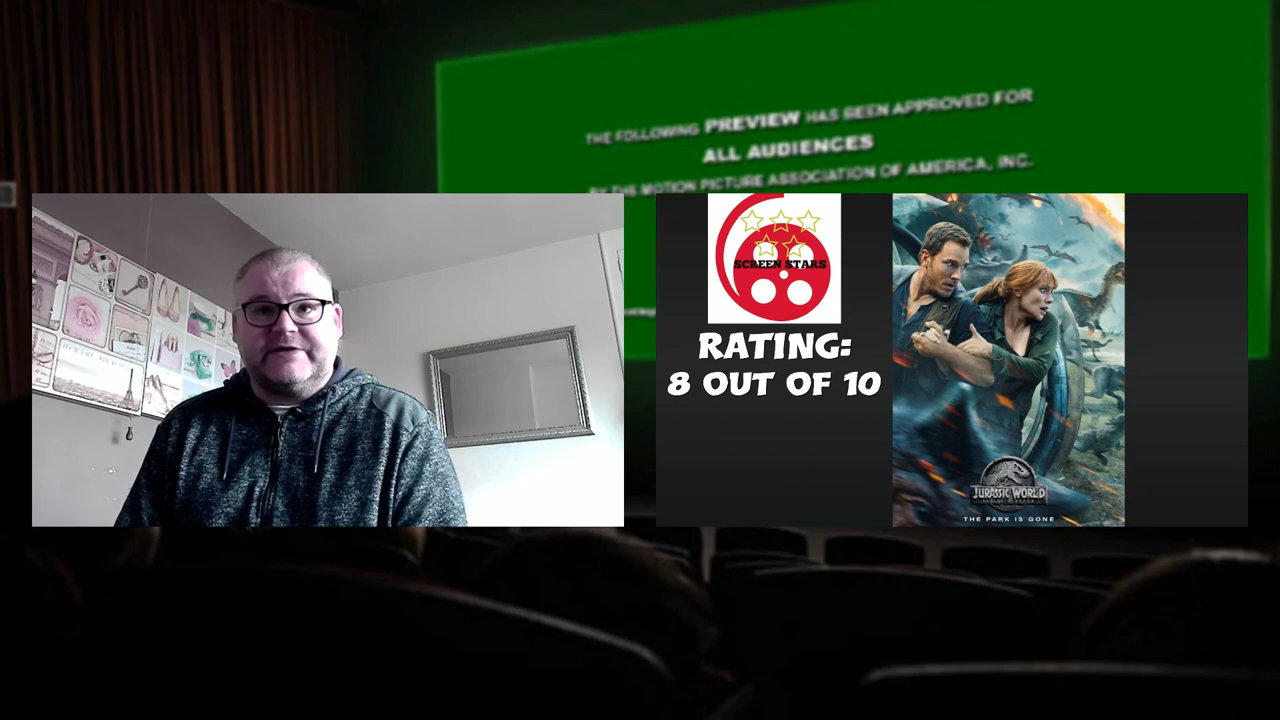 THE FOLLOWING PREVIEW HAS BEEN APPROVED FOR
ALL AUDIENCES
BY THE MOTION PICTURE ASSOCIATION OF AMERICA, INC.
SCREEN STARS
RATING:
8 OUT OF 10
JURASSIC WORLD
THE PARK IS GONE